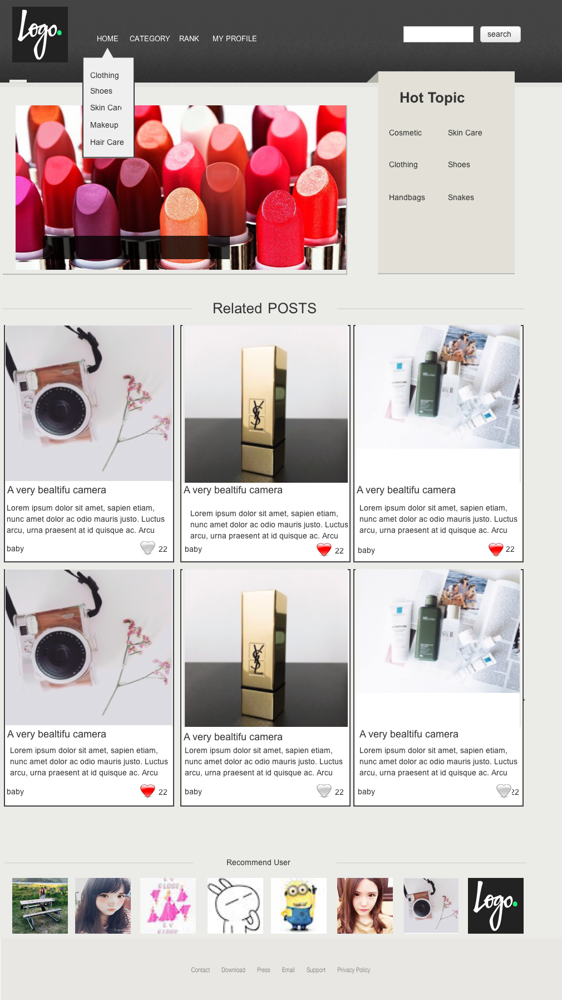 Logo.
HOME CATEGORY RANK MY PROFILE
search
Clothing
Shoes
Skin Care
Makeup
Hair Care
Hot Topic
Cosmetic Skin Care
Clothing Shoes
Handbags Snakes
Related POSTS
instax
YSL
SK-II
A very bealtifu camera
Lorem ipsum dolor sit amet, sapien etiam,
nunc amet dolor ac odio mauris justo. Luctus
arcu, urna praesent at id quisque ac. Arcu
baby 22
A very bealtifu camera
Lorem ipsum dolor sit amet, sapien etiam,
nunc amet dolor ac odio mauris justo. Luctus
arcu, urna praesent at id quisque ac. Arcu
baby 22
A very bealtifu camera
Lorem ipsum dolor sit amet, sapien etiam,
nunc amet dolor ac odio mauris justo. Luctus
arcu, urna praesent at id quisque ac. Arcu
baby 22
instax
YSL
SK-II
A very bealtifu camera
Lorem ipsum dolor sit amet, sapien etiam,
nunc amet dolor ac odio mauris justo. Luctus
arcu, urna praesent at id quisque ac. Arcu
baby 22
A very bealtifu camera
Lorem ipsum dolor sit amet, sapien etiam,
nunc amet dolor ac odio mauris justo. Luctus
arcu, urna praesent at id quisque ac. Arcu
baby 22
A very bealtifu camera
Lorem ipsum dolor sit amet, sapien etiam,
nunc amet dolor ac odio mauris justo. Luctus
arcu, urna praesent at id quisque ac. Arcu
baby 22
Recommend User
Logo.
Contact Download Press Email Support Privacy Policy